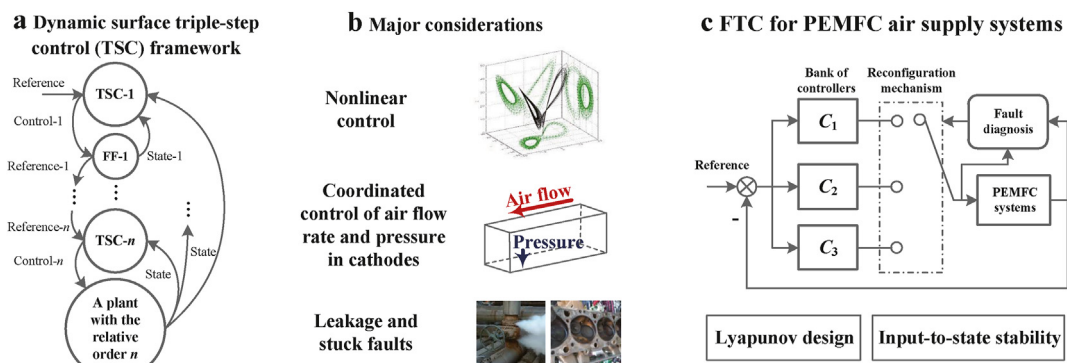 a Dynamic surface triple-step
control (TSC) framework
Reference
TSC-1
Control-1
FF-1
State-1
Reference-1
Reference-n
TSC-n
Control-n
State
State
A plant
with the
relative
order n
b Major considerations
Nonlinear
control
Coordinated
control of air flow
rate and pressure
in cathodes
Air flow
Pressure
Leakage and
stuck faults
c FTC for PEMFC air supply systems
Bank of
controllers
Reconfiguration
mechanism
C1
Fault
diagnosis
Reference
-
C2
PEMFC
systems
C3
Lyapunov design
Input-to-state stability